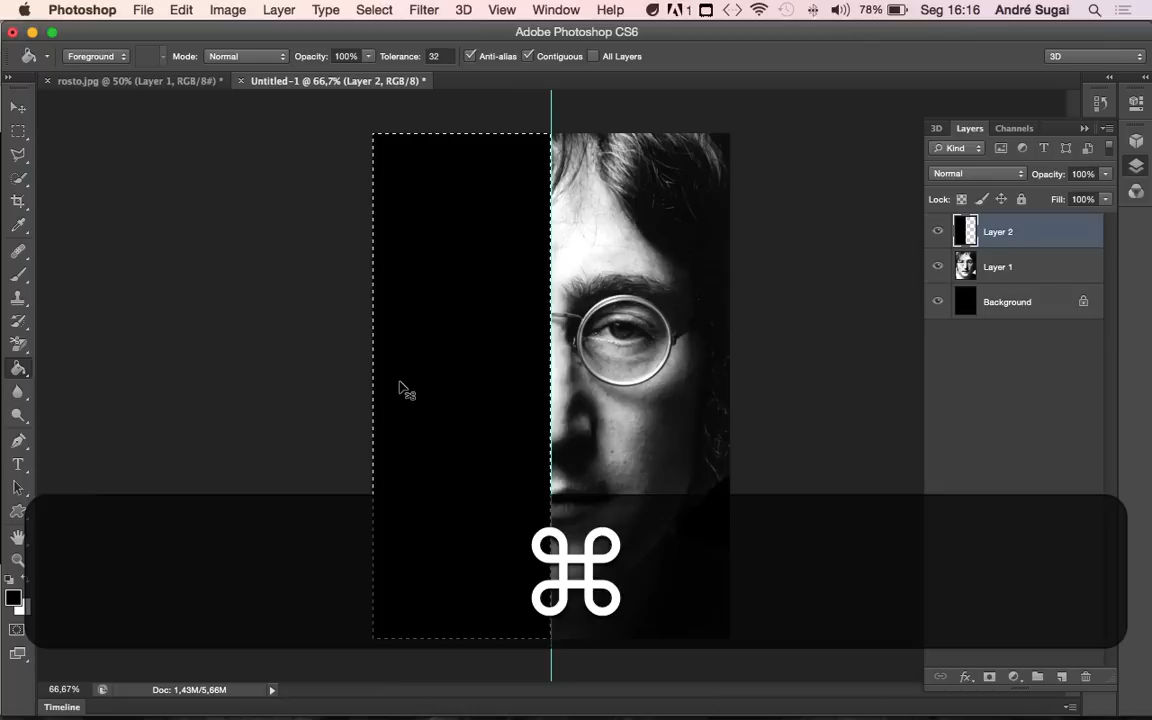 Photoshop File Edit Image Layer Type Select Filter 3D View Window Help 1 78% Seg 16:16 André Sugai
Adobe Photoshop CS6
Foreground Mode: Normal Opacity: 100% Tolerance: 32 Anti-alias Contiguous All Layers 3D
rosto.jpg @ 50% (Layer 1, RGB/8#) * Untitled-1 @ 66,7% (Layer 2, RGB/8) *
3D Layers Channels
Kind
Normal Opacity: 100%
Lock: Fill: 100%
Layer 2
Layer 1
Background
⌘
66,67% Doc: 1,43M/5,66M
Timeline